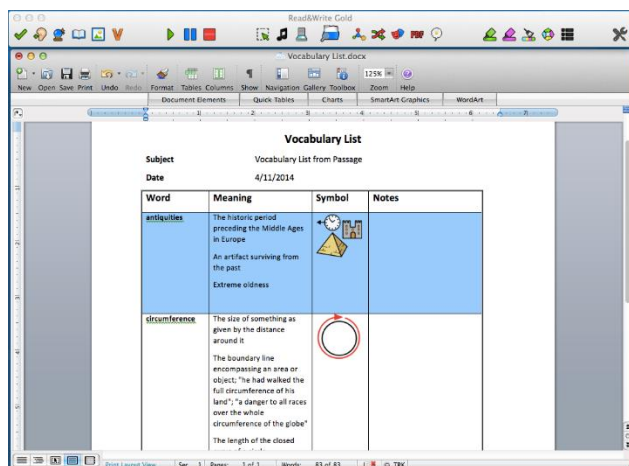 Read&Write Gold
PDF
Vocabulary List.docx
125%
New Open Save Print Undo Redo Format Tables Columns Show Navigation Gallery Toolbox Zoom Help
Document Elements Quick Tables Charts SmartArt Graphics WordArt
Vocabulary List
Subject Vocabulary List from Passage
Date 4/11/2014
Word Meaning Symbol Notes
antiquities The historic period
preceding the Middle Ages
in Europe
An artifact surviving from
the past
Extreme oldness
circumference The size of something as
given by the distance
around it
The boundary line
encompassing an area or
object; "he had walked the
full circumference of his
land"; "a danger to all races
over the whole
circumference of the globe"
The length of the closed
Print Layout View Sec 1 Pages: 1 of 1 Words: 83 of 83 TRK